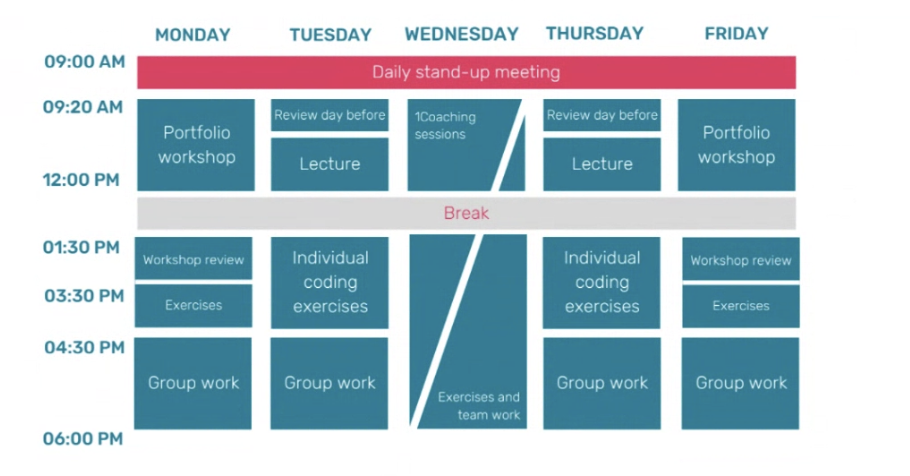 MONDAY TUESDAY WEDNESDAY THURSDAY FRIDAY
09:00 AM
Daily stand-up meeting
09:20 AM
Portfolio
workshop
Review day before
Lecture
1Coaching
sessions
Review day before
Lecture
Portfolio
workshop
12:00 PM
Break
01:30 PM
Workshop review
Individual
coding
exercises
Individual
coding
exercises
Workshop review
03:30 PM
Exercises
Exercises
04:30 PM
Group work
Group work
Exercises and
team work
Group work
Group work
06:00 PM